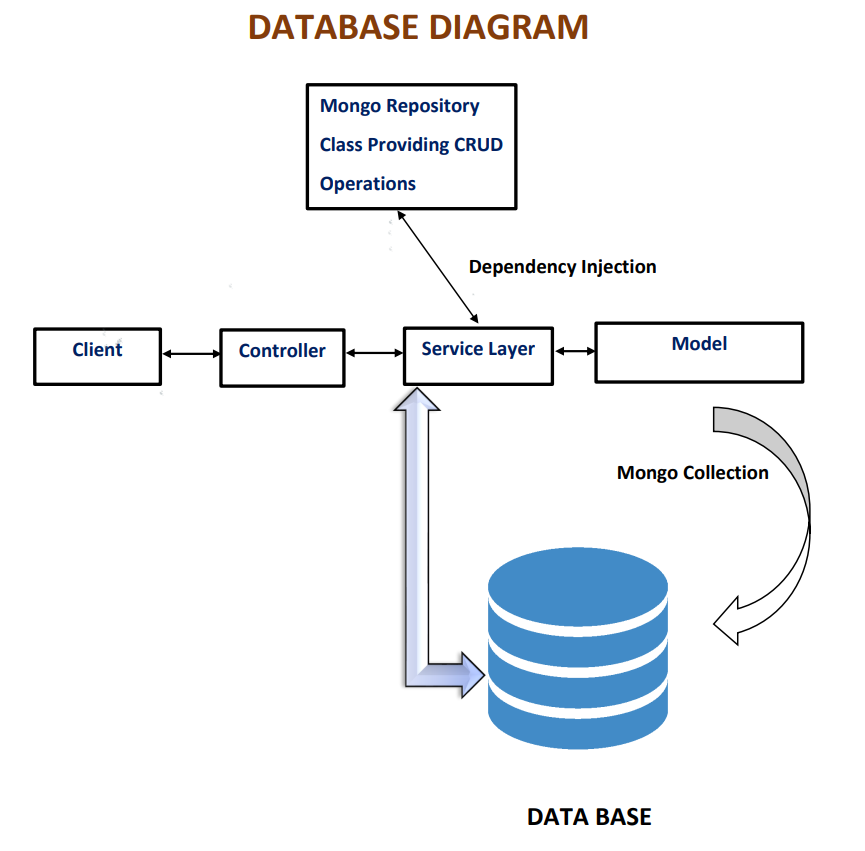 DATABASE DIAGRAM
Mongo Repository
Class Providing CRUD
Operations
Dependency Injection
Client
Controller
Service Layer
Model
Mongo Collection
DATA BASE